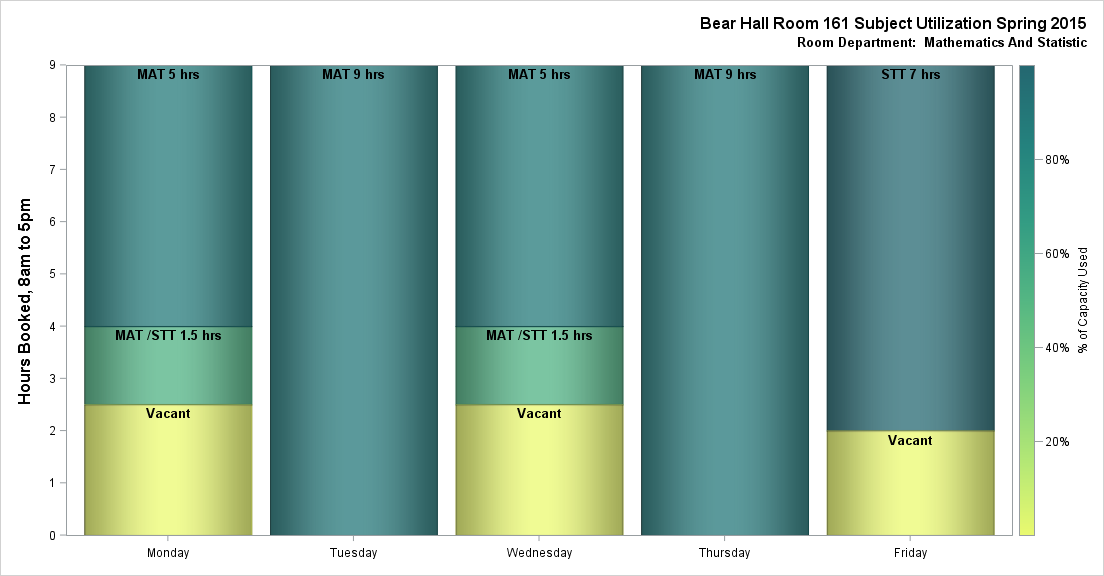 Bear Hall Room 161 Subject Utilization Spring 2015
Room Department:  Mathematics And Statistic
Hours Booked, 8am to 5pm
9
8
7
6
5
4
3
2
1
0
MAT 5 hrs
MAT /STT 1.5 hrs
Vacant
MAT 9 hrs
MAT 5 hrs
MAT /STT 1.5 hrs
Vacant
MAT 9 hrs
STT 7 hrs
Vacant
Monday
Tuesday
Wednesday
Thursday
Friday
80%
60%
40%
20%
% of Capacity Used